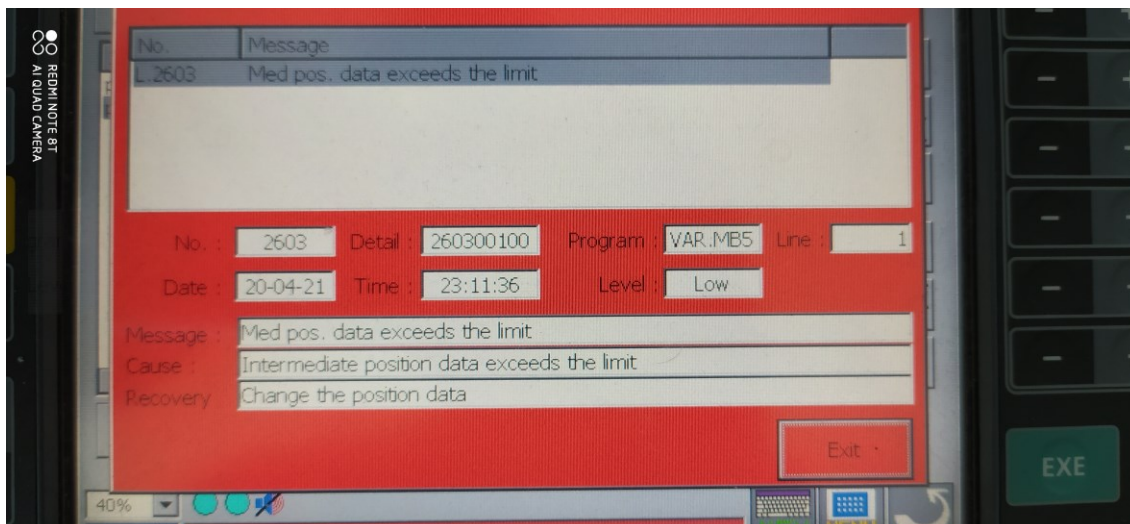 REDMI NOTE 8T
AI QUAD CAMERA
No. Message
L.2603 Med pos. data exceeds the limit
No. : 2603 Detail : 260300100 Program : VAR.MB5 Line : 1
Date : 20-04-21 Time : 23:11:36 Level : Low
Message : Med pos. data exceeds the limit
Cause : Intermediate position data exceeds the limit
Recovery Change the position data
Exit
EXE
40%